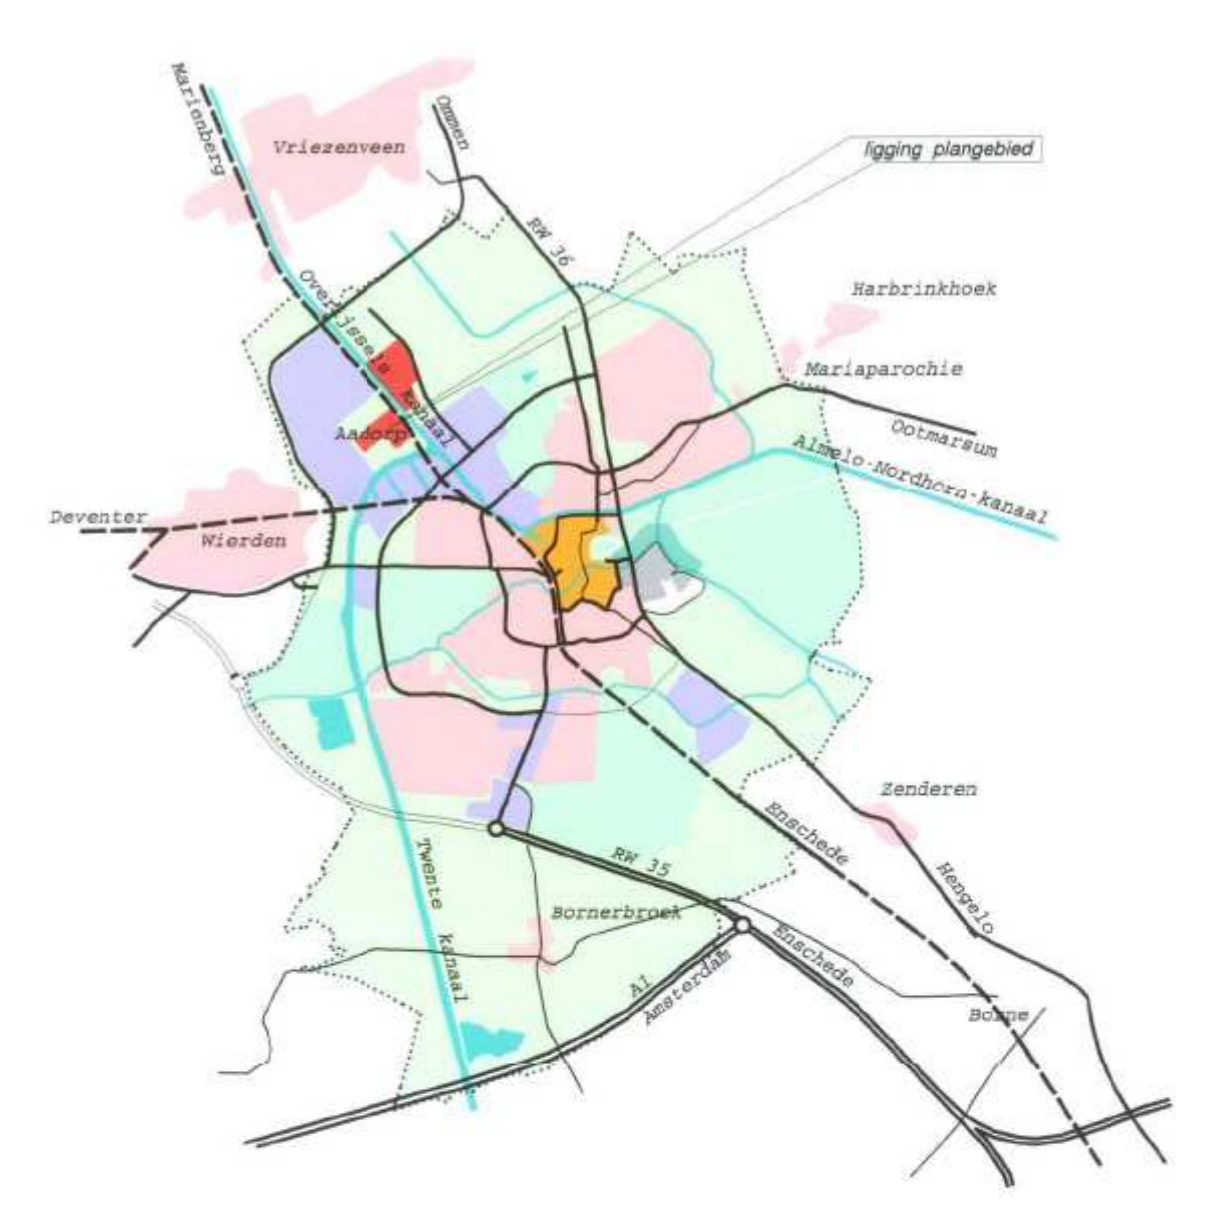 Marienberg
Ommen
Vriezenveen
ligging plangebied
RW 36
Overijssels kanaal
Harbrinkhoek
Mariaparochie
Ootmarsum
Aadorp
Almelo-Nordhorn-kanaal
Deventer
Wierden
Zenderen
Enschede
Twente kanaal
RW 35
Hengelo
Bornerbroek
Enschede
A1
Amsterdam
Borne